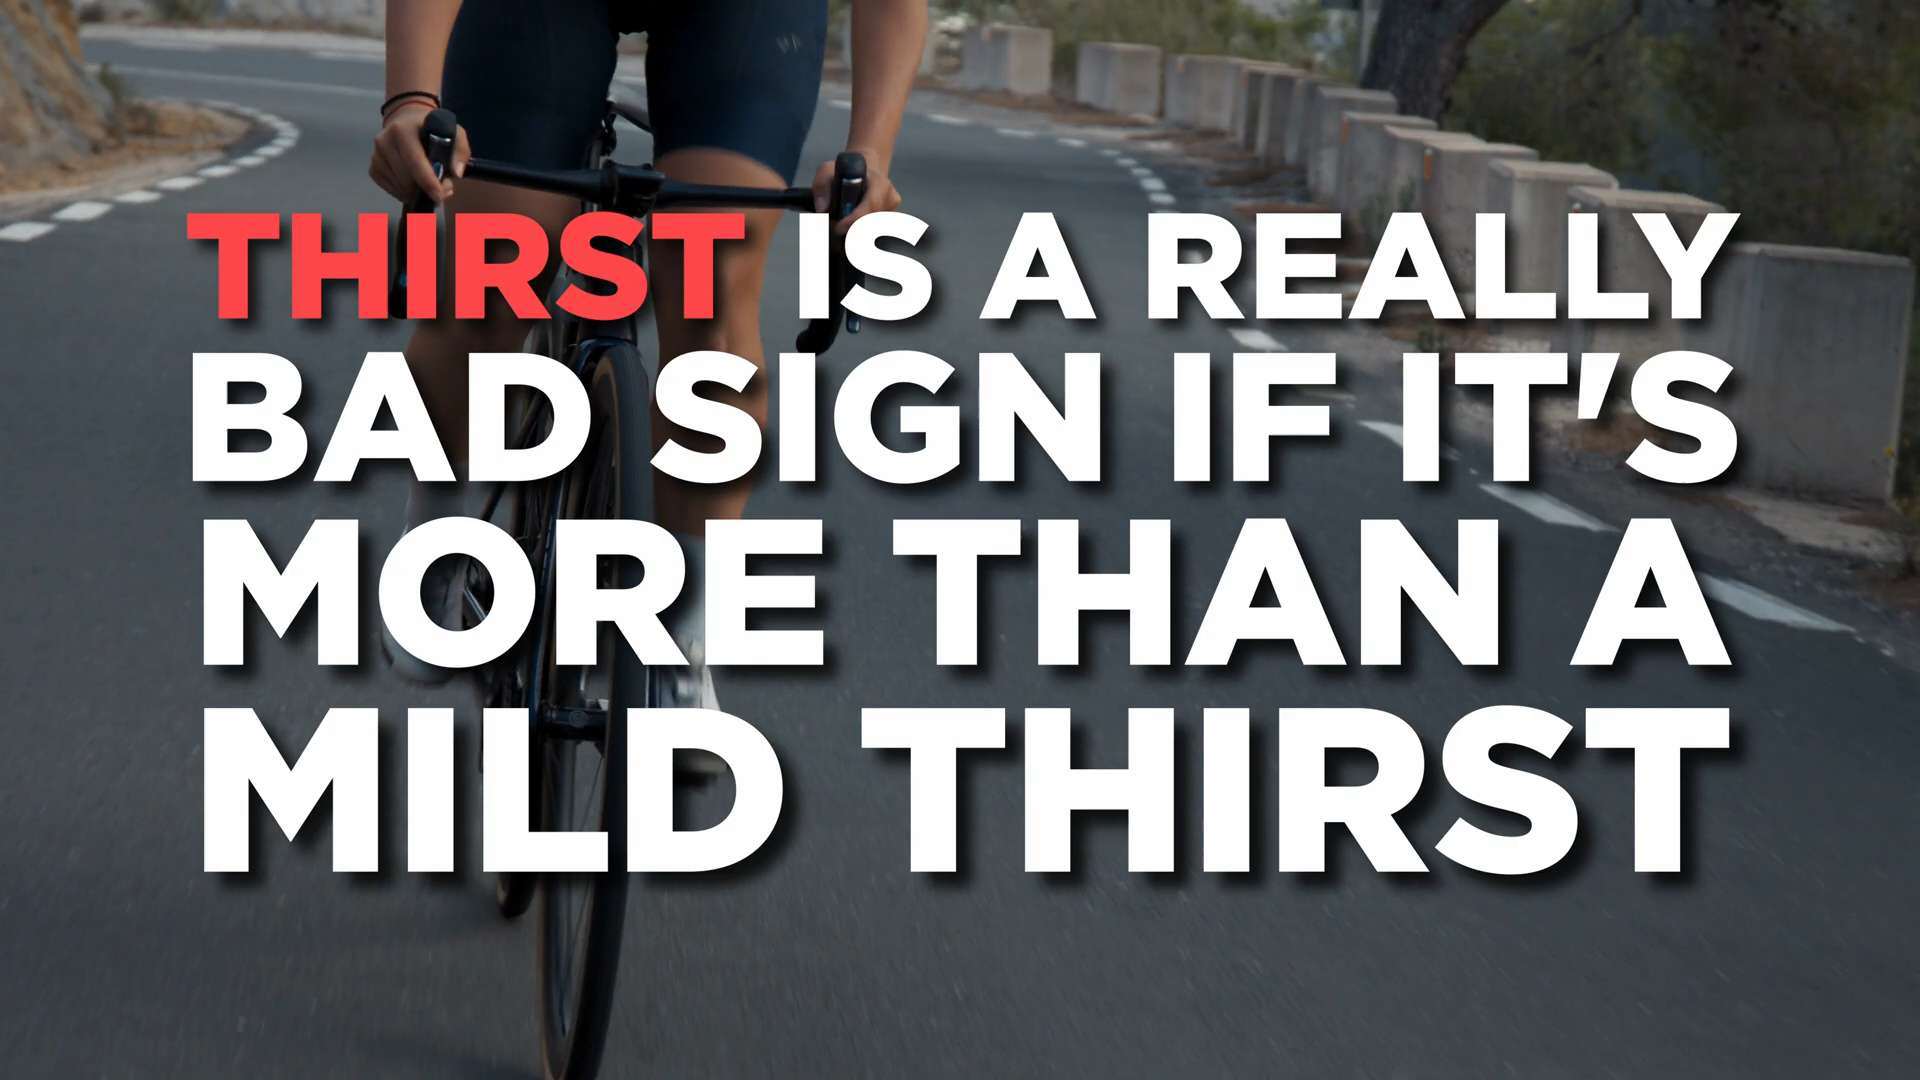 THIRST IS A REALLY
BAD SIGN IF IT'S
MORE THAN A
MILD THIRST